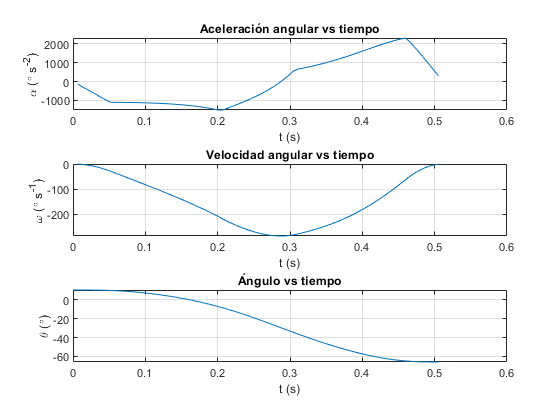 Aceleración angular vs tiempo
α (° s⁻²)
2000
1000
0
-1000
0 0.1 0.2 0.3 0.4 0.5 0.6
t (s)
Velocidad angular vs tiempo
ω (° s⁻¹)
0
-100
-200
0 0.1 0.2 0.3 0.4 0.5 0.6
t (s)
Ángulo vs tiempo
θ (°)
0
-20
-40
-60
0 0.1 0.2 0.3 0.4 0.5 0.6
t (s)